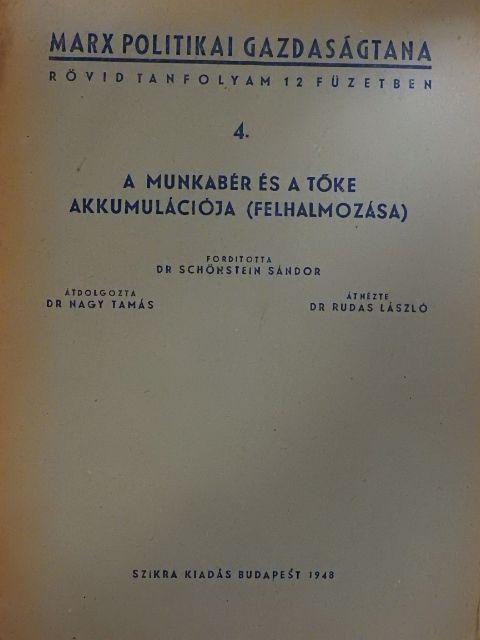 MARX POLITIKAI GAZDASÁGTANA
RÖVID TANFOLYAM 12 FÜZETBEN
4.
A MUNKABÉR ÉS A TŐKE
AKKUMULÁCIÓJA (FELHALMOZÁSA)
FORDITOTTA
DR SCHÖNSTEIN SÁNDOR
ÁTDOLGOZTA
DR NAGY TAMÁS
ÁTNÉZTE
DR RUDAS LÁSZLÓ
SZIKRA KIADÁS BUDAPEST 1948